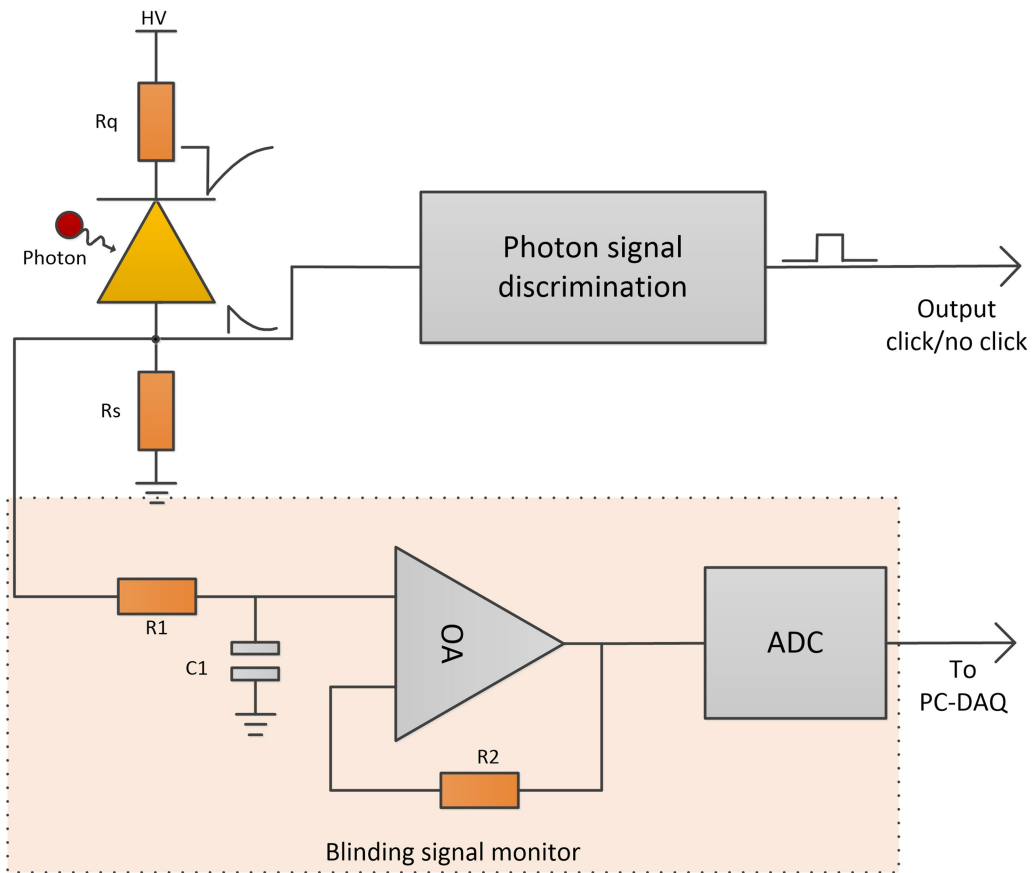 HV
Rq
Photon
Photon signal
discrimination
Output
click/no click
Rs
R1
C1
OA
ADC
To
PC-DAQ
R2
Blinding signal monitor